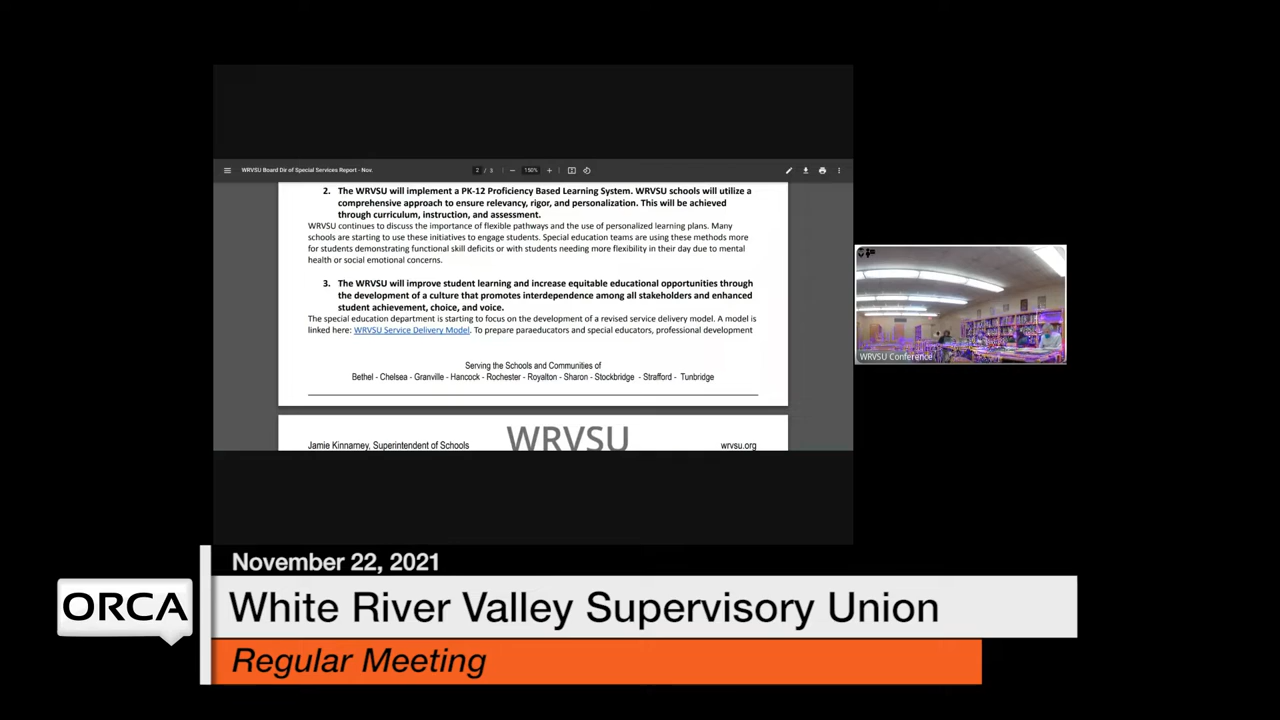 WRVSU Board Dir of Special Services Report - Nov.
2 / 5
150%
2. The WRVSU will implement a PK-12 Proficiency Based Learning System. WRVSU schools will utilize a
comprehensive approach to ensure relevancy, rigor, and personalization. This will be achieved
through curriculum, instruction, and assessment.
WRVSU continues to discuss the importance of flexible pathways and the use of personalized learning plans. Many
schools are starting to use these initiatives to engage students. Special education teams are using these methods more
for students demonstrating functional skill deficits or with students needing more flexibility in their day due to mental
health or social emotional concerns.
3. The WRVSU will improve student learning and increase equitable educational opportunities through
the development of a culture that promotes interdependence among all stakeholders and enhanced
student achievement, choice, and voice.
The special education department is starting to focus on the development of a revised service delivery model. A model is
linked here: WRVSU Service Delivery Model. To prepare paraeducators and special educators, professional development
Serving the Schools and Communities of
Bethel - Chelsea - Granville - Hancock - Rochester - Royalton - Sharon - Stockbridge - Strafford - Tunbridge
Jamie Kinnarney, Superintendent of Schools
WRVSU
wrvsu.org
WRVSU Conference
November 22, 2021
ORCA
White River Valley Supervisory Union
Regular Meeting